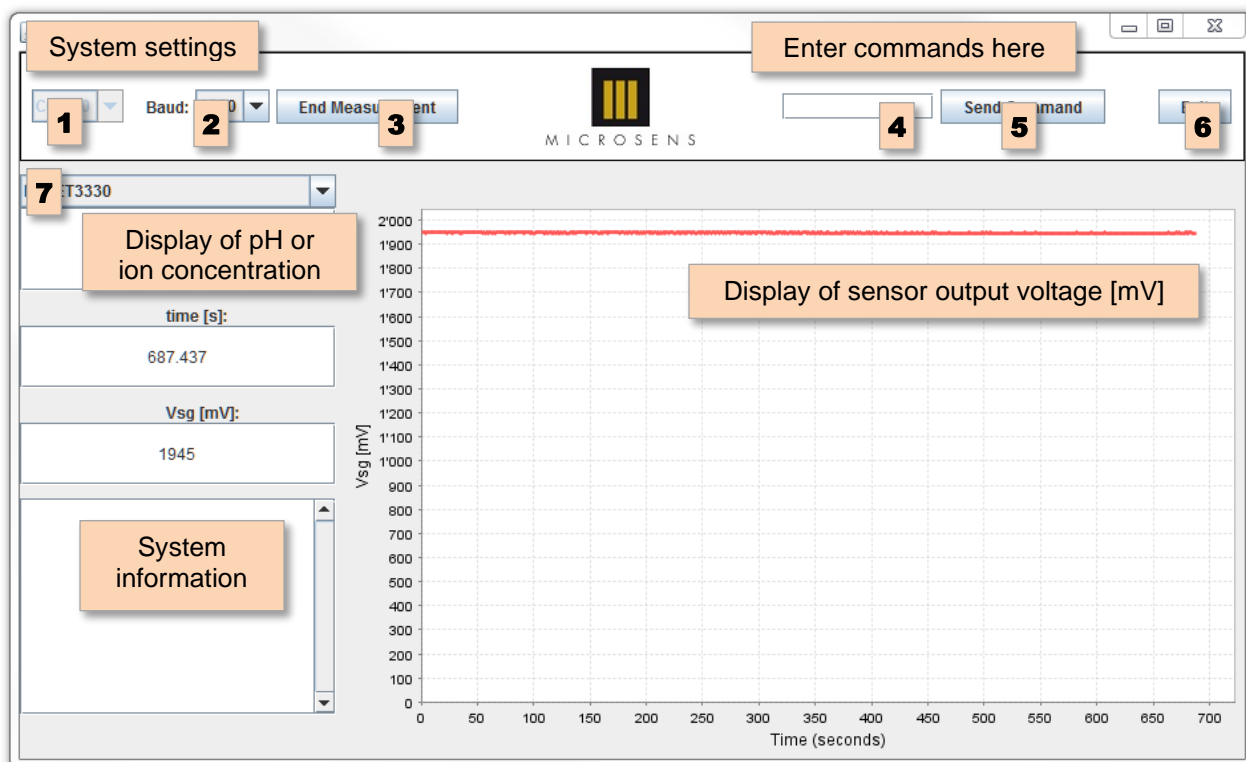 System settings
Enter commands here
1
Baud:
2
End Measurement
3
MICROSENS
4
Send Command
5
6
7
ET3330
Display of pH or
ion concentration
time [s]:
687.437
Vsg [mV]:
1945
System
information
Display of sensor output voltage [mV]
Vsg [mV]
2'000
1'900
1'800
1'700
1'600
1'500
1'400
1'300
1'200
1'100
1'000
900
800
700
600
500
400
300
200
100
0
0 50 100 150 200 250 300 350 400 450 500 550 600 650 700
Time (seconds)